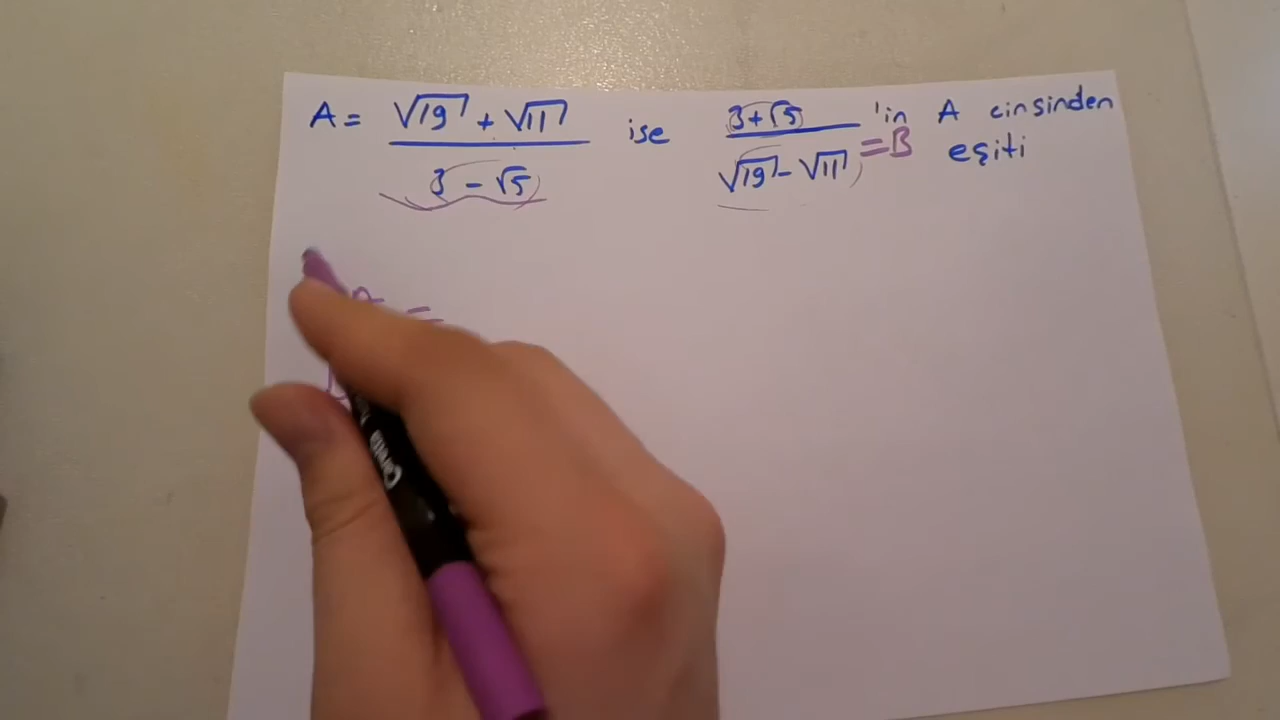 A = √19 + √11 / 3 - √5 ise 3+√5 / √19 - √11 'in A cinsinden
= B eşiti
=